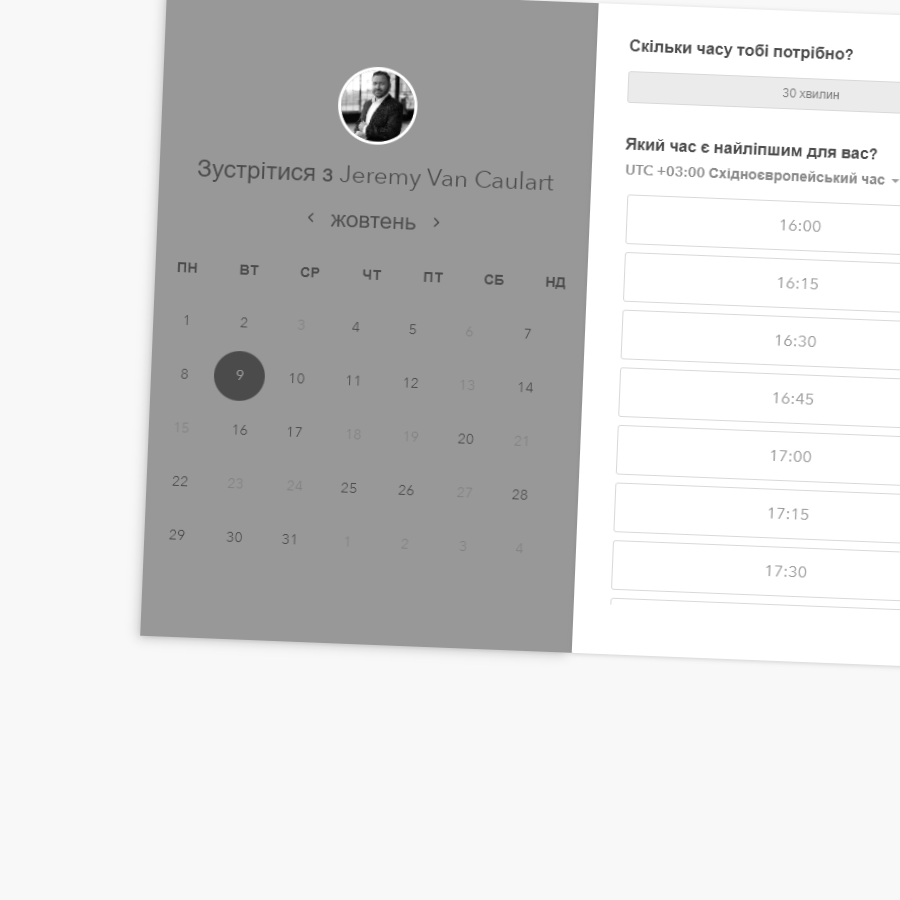 Зустрітися з Jeremy Van Caulart
‹ жовтень ›
ПН ВТ СР ЧТ ПТ СБ НД
1 2 3 4 5 6 7
8 9 10 11 12 13 14
15 16 17 18 19 20 21
22 23 24 25 26 27 28
29 30 31 1 2 3 4
Скільки часу тобі потрібно?
30 хвилин
Який час є найліпшим для вас?
UTC +03:00 Східноєвропейський час
16:00
16:15
16:30
16:45
17:00
17:15
17:30